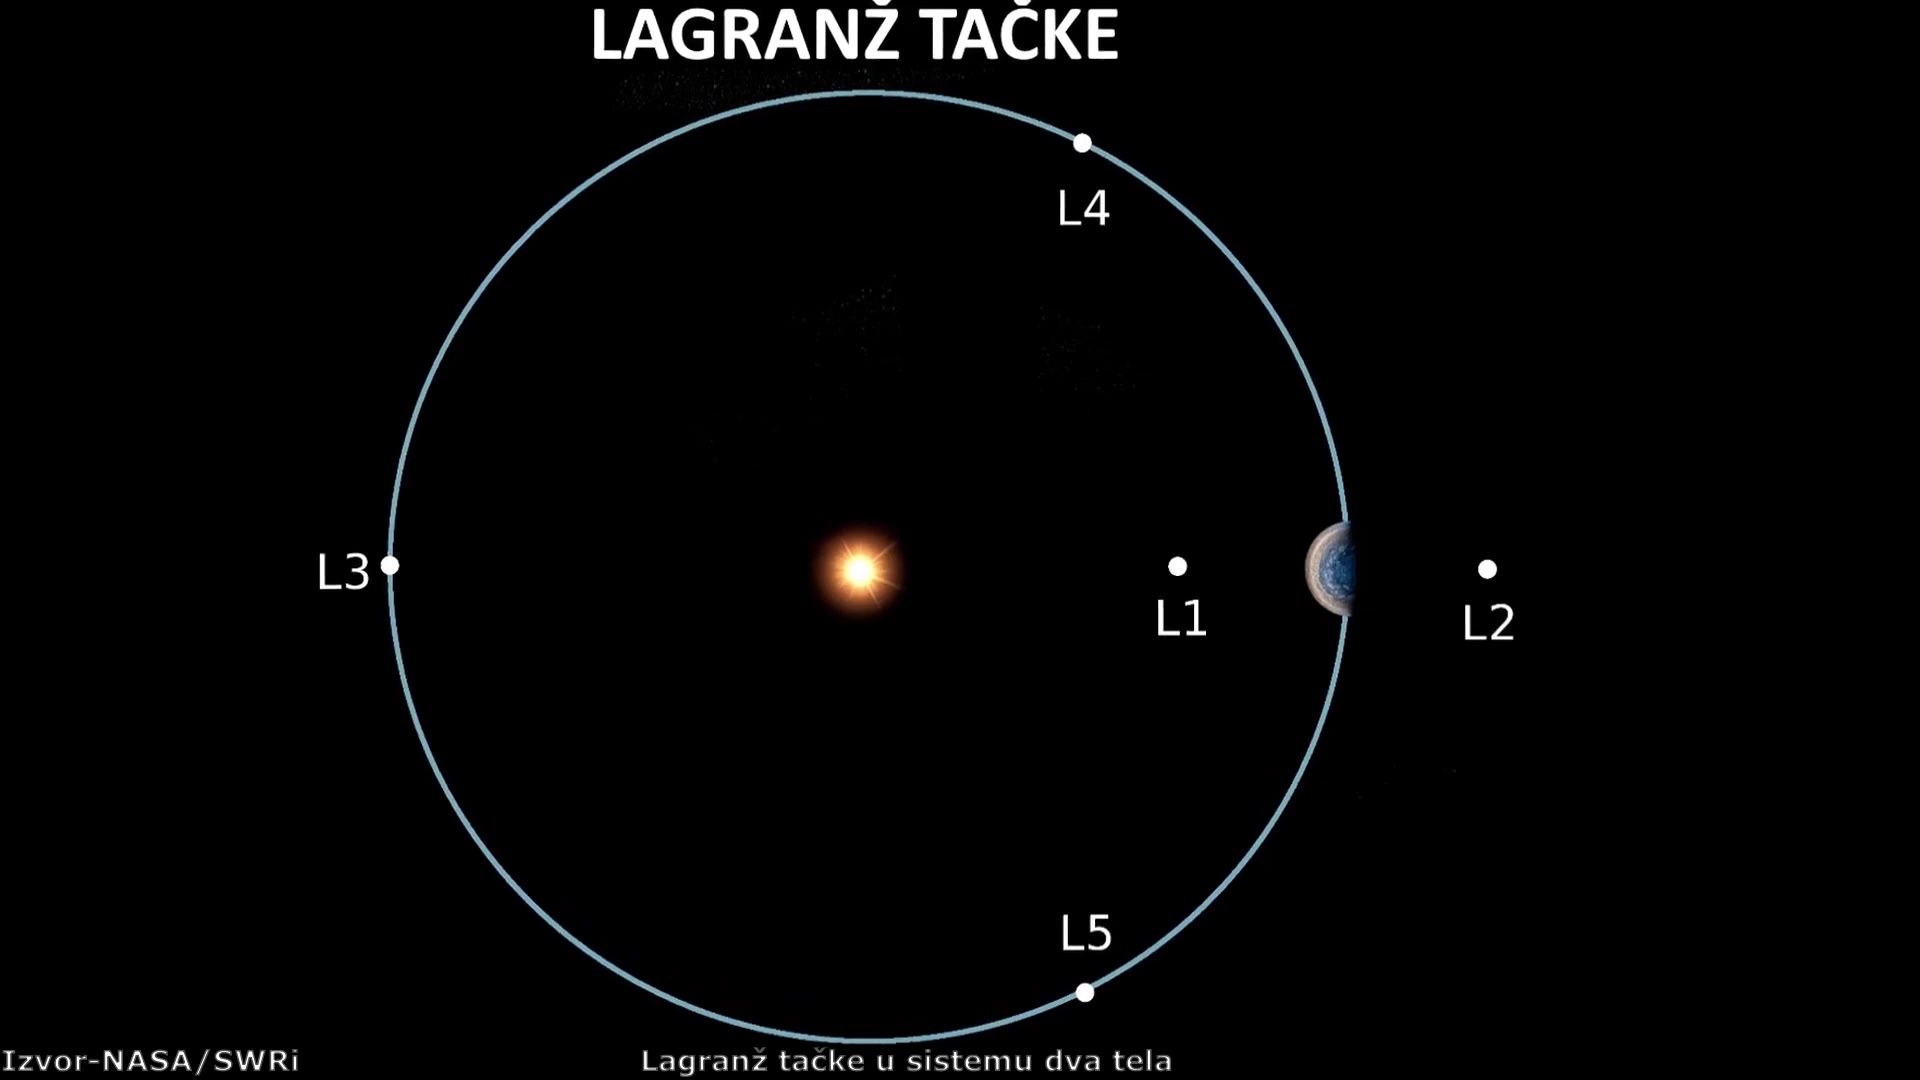 LAGRANŽ TAČKE
L4
L3
L1
L2
L5
Izvor-NASA/SWRi
Lagranž tačke u sistemu dva tela